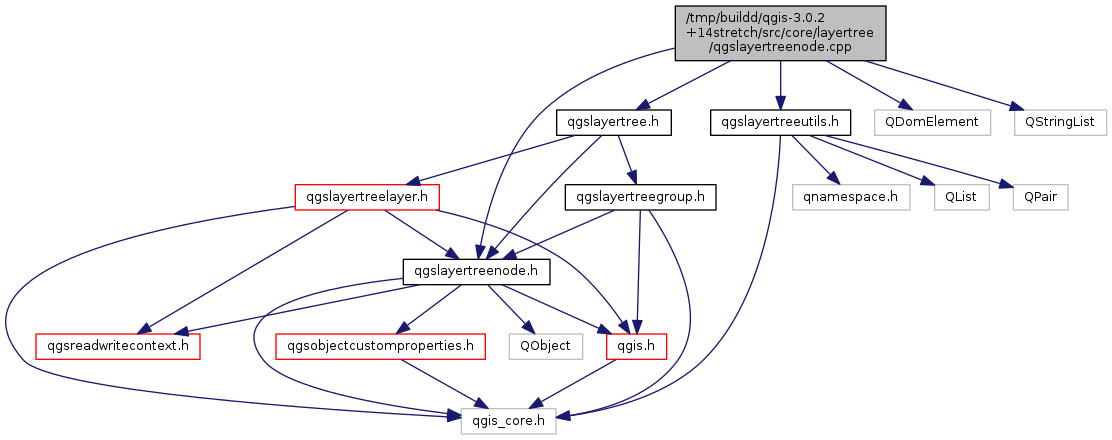 /tmp/buildd/qgis-3.0.2
+14stretch/src/core/layertree
/qgslayertreenode.cpp
qgslayertree.h
qgslayertreeutils.h
QDomElement
QStringList
qgslayertreelayer.h
qgslayertreegroup.h
qnamespace.h
QList
QPair
qgslayertreenode.h
qgsreadwritecontext.h
qgsobjectcustomproperties.h
QObject
qgis.h
qgis_core.h